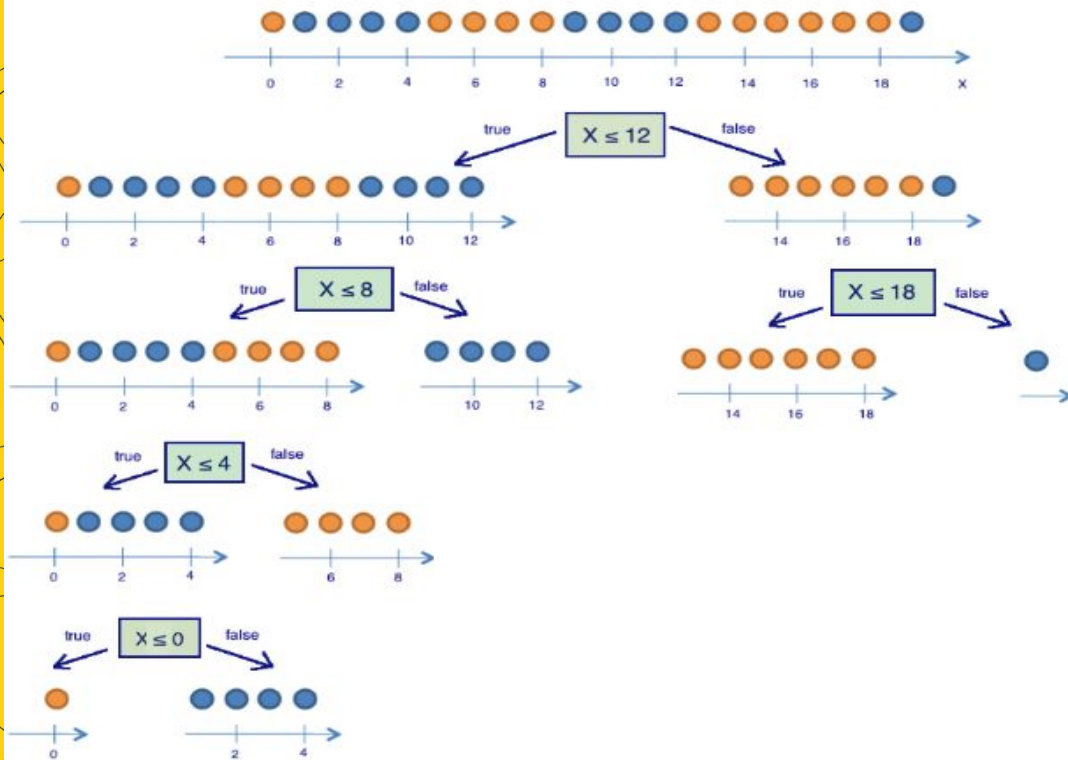 0 2 4 6 8 10 12 14 16 18 X
true X ≤ 12 false
0 2 4 6 8 10 12
14 16 18
true X ≤ 8 false
true X ≤ 18 false
0 2 4 6 8
10 12
14 16 18
true X ≤ 4 false
0 2 4
6 8
true X ≤ 0 false
0
2 4